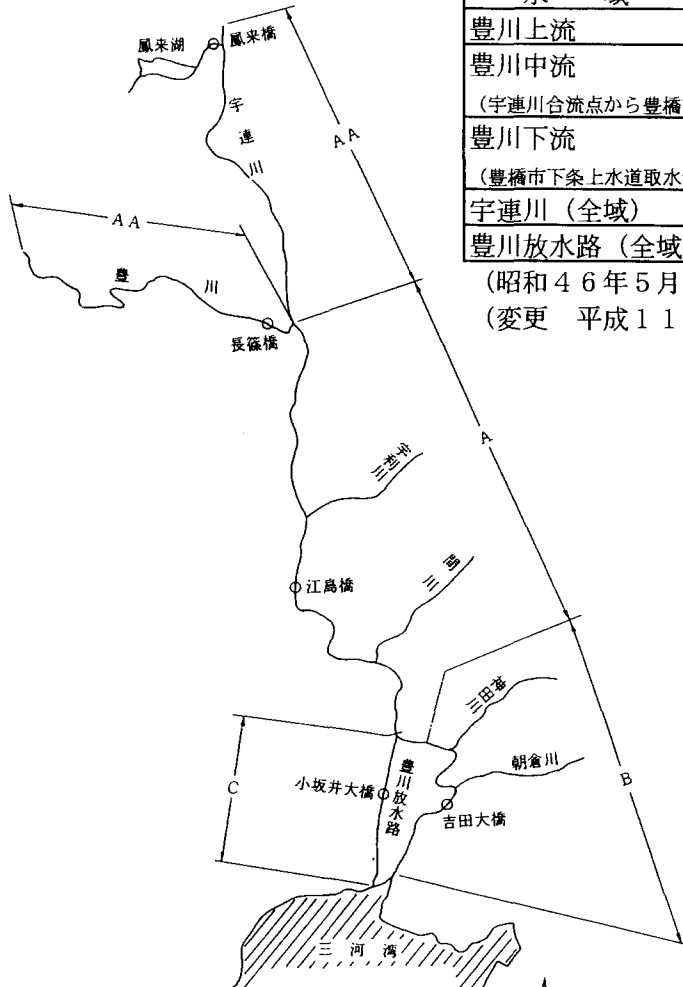 域
豊川上流
豊川中流
(宇連川合流点から豊橋
豊川下流
(豊橋市下条上水道取水
宇連川（全域）
豊川放水路（全域
(昭和４６年５月
(変更　平成１１
鳳来湖
鳳来橋
宇連川
AA
AA
豊川
長篠橋
A
宇利川
江島橋
間川
神田川
朝倉川
B
C
小坂井大橋
豊川放水路
吉田大橋
三河湾